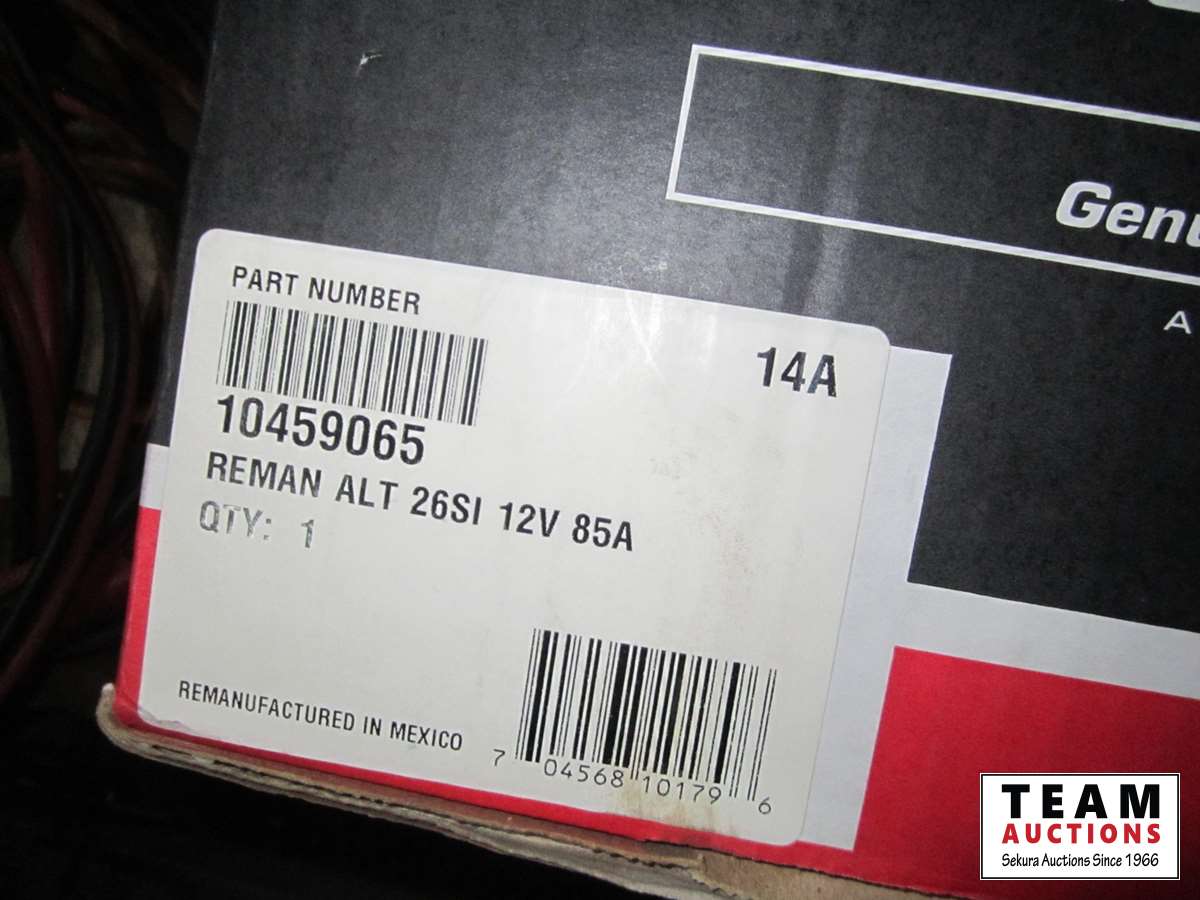 Genu
A
PART NUMBER
14A
10459065
REMAN ALT 26SI 12V 85A
QTY: 1
REMANUFACTURED IN MEXICO
7 04568 10179 6
TEAM
AUCTIONS
Sekura Auctions Since 1966